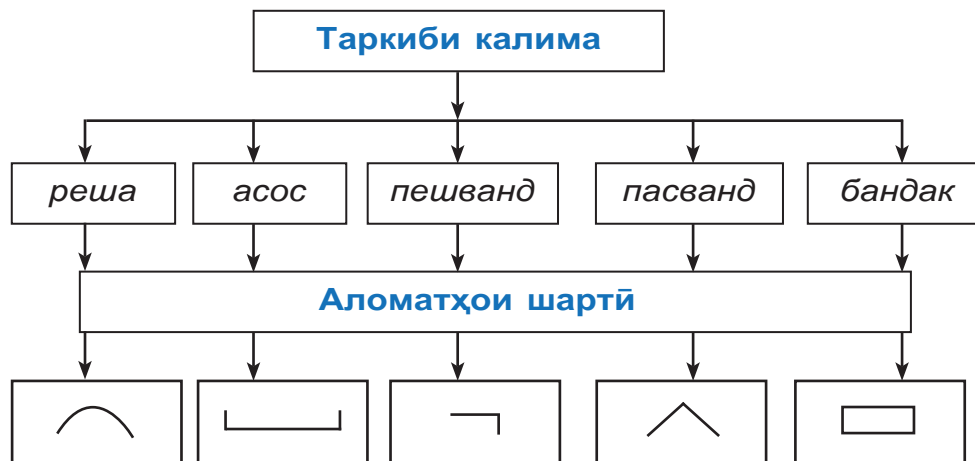 Таркиби калима
реша асос пешванд пасванд бандак
Аломатҳои шартӣ